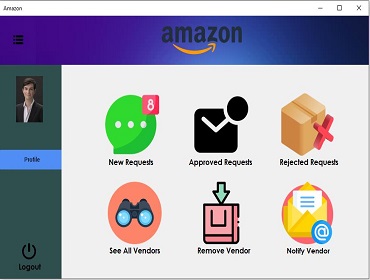 Amazon
amazon
8
Profile
New Requests
Approved Requests
Rejected Requests
See All Vendors
Remove Vendor
@
Notify Vendor
Logout